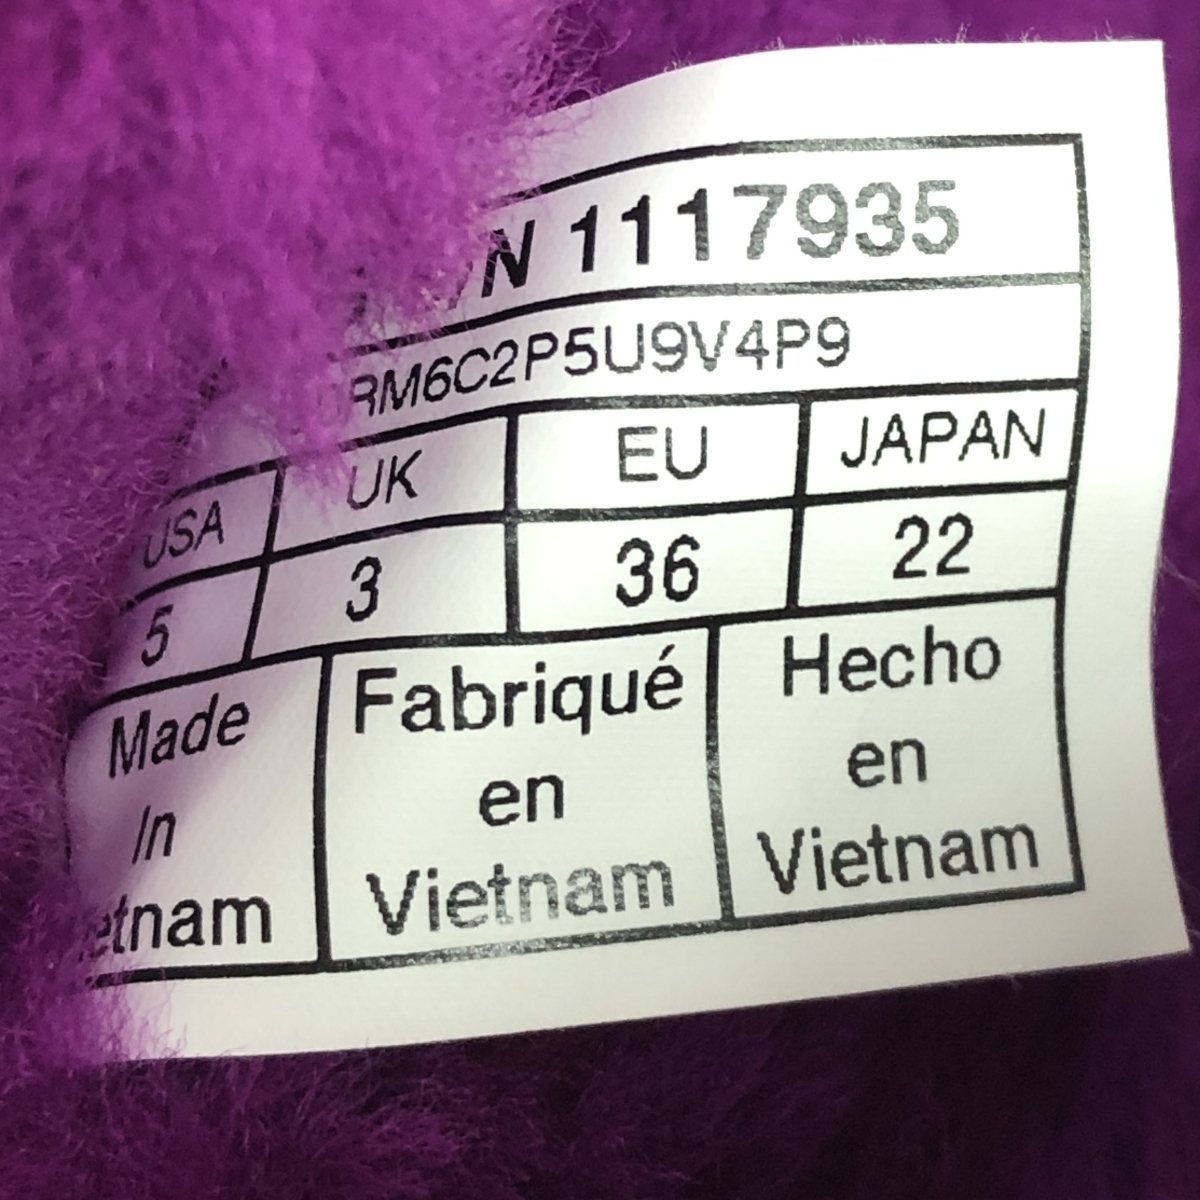 N 1117935
RM6C2P5U9V4P9
USA UK EU JAPAN
5 3 36 22
Made In
Fabriqué en Vietnam
Hecho en Vietnam